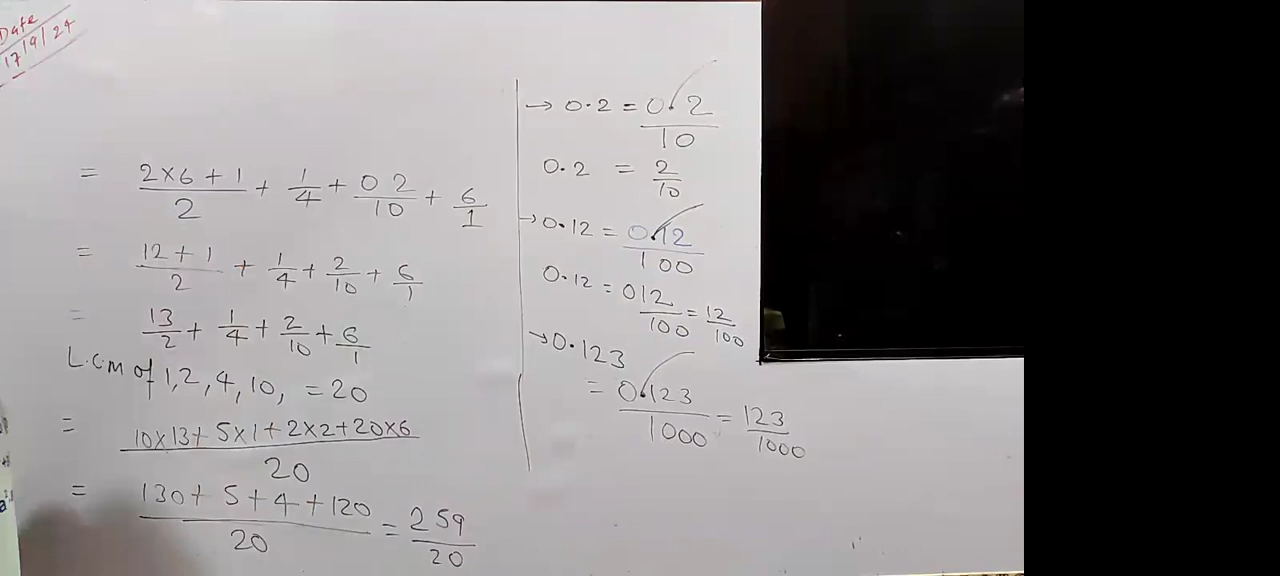 Date
17/9/24
= (2×6+1)/2 + 1/4 + 02/10 + 6/1
= (12+1)/2 + 1/4 + 2/10 + 6/1
= 13/2 + 1/4 + 2/10 + 6/1
L.C.M of 1,2,4,10, = 20
= (10×13+5×1+2×2+20×6)/20
= (130+5+4+120)/20 = 259/20
→ 0.2 = 0.2/10
0.2 = 2/10
→ 0.12 = 0.12/100
0.12 = 012/100 = 12/100
→ 0.123
= 0.123/1000 = 123/1000